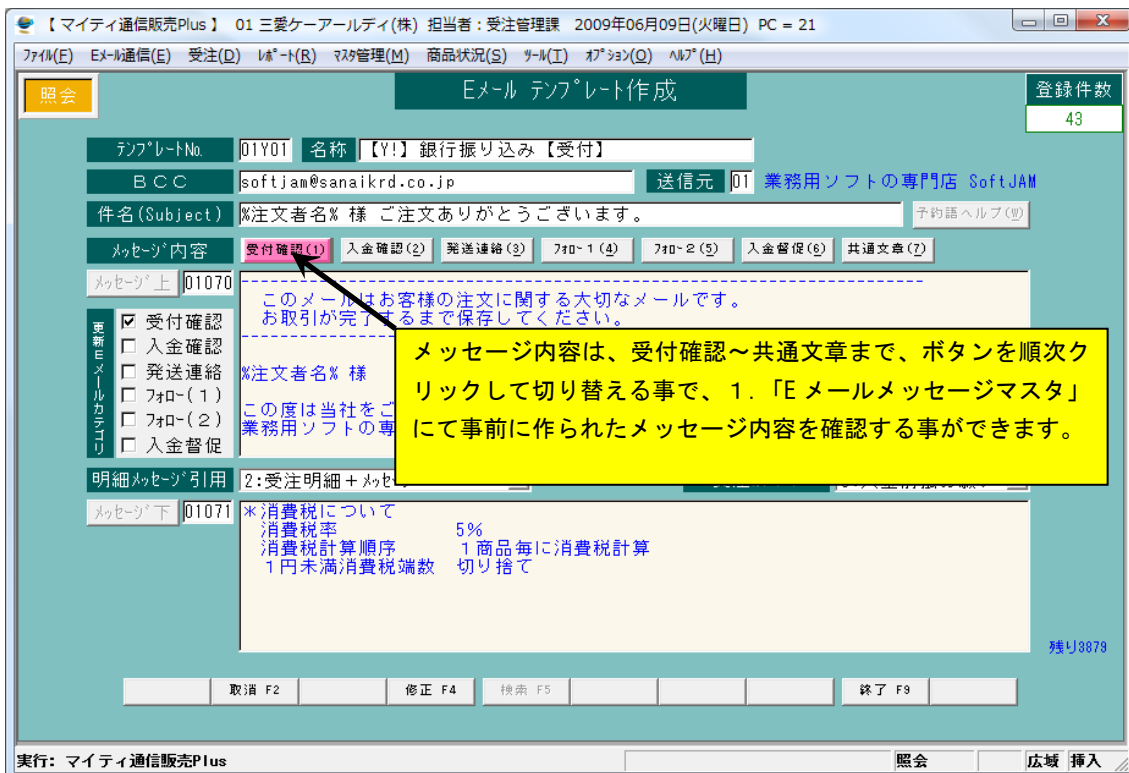 【 マイティ通信販売Plus 】 01 三愛ケーアールディ(株) 担当者：受注管理課 2009年06月09日(火曜日) PC = 21
ﾌｧｲﾙ(F) Eﾒｰﾙ通信(E) 受注(D) ﾚﾎﾟｰﾄ(R) ﾏｽﾀ管理(M) 商品状況(S) ﾂｰﾙ(T) ｵﾌﾟｼｮﾝ(O) ﾍﾙﾌﾟ(H)
照会 Eﾒｰﾙ ﾃﾝﾌﾟﾚｰﾄ作成 登録件数
43
ﾃﾝﾌﾟﾚｰﾄNo. 01Y01 名称 【Y!】銀行振り込み【受付】
ＢＣＣ softjam@sanaikrd.co.jp 送信元 01 業務用ソフトの専門店 SoftJAM
件名(Subject) %注文者名% 様 ご注文ありがとうございます。 予約語ヘルプ(W)
ﾒｯｾｰｼﾞ内容 受付確認(1) 入金確認(2) 発送連絡(3) ﾌｫﾛｰ1(4) ﾌｫﾛｰ2(5) 入金督促(6) 共通文章(7)
ﾒｯｾｰｼﾞ上 01070
このメールはお客様の注文に関する大切なメールです。
お取引が完了するまで保存してください。
%注文者名% 様
この度は当社をご
業務用ソフトの専
更新Eメールカテゴリ
受付確認
入金確認
発送連絡
ﾌｫﾛｰ(1)
ﾌｫﾛｰ(2)
入金督促
メッセージ内容は、受付確認～共通文章まで、ボタンを順次ク
リックして切り替える事で、１．「Ｅメールメッセージマスタ」
にて事前に作られたメッセージ内容を確認する事ができます。
明細ﾒｯｾｰｼﾞ引用 2:受注明細＋ﾒｯｾ
ﾒｯｾｰｼﾞ下 01071 ＊消費税について
消費税率 5%
消費税計算順序 １商品毎に消費税計算
１円未満消費税端数 切り捨て
残り3879
取消 F2 修正 F4 検索 F5 終了 F9
実行: マイティ通信販売Plus 照会 広域 挿入